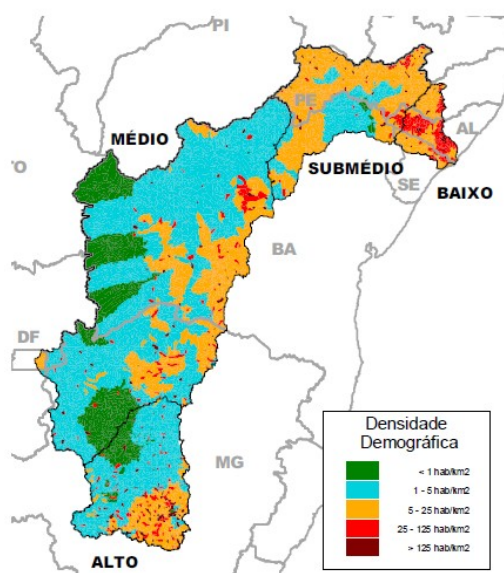 PI
PE
MÉDIO
AL
TO
SUBMÉDIO
SE
BAIXO
BA
DF
MG
ALTO
Densidade
Demográfica
< 1 hab/km2
1 - 5 hab/km2
5 - 25 hab/km2
25 - 125 hab/km2
> 125 hab/km2